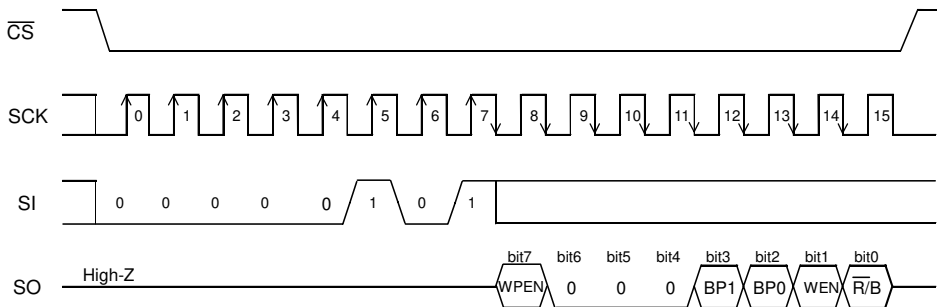 C̅S̅
SCK 0 1 2 3 4 5 6 7 8 9 10 11 12 13 14 15
SI 0 0 0 0 0 1 0 1
bit7 bit6 bit5 bit4 bit3 bit2 bit1 bit0
SO High-Z WPEN 0 0 0 BP1 BP0 WEN R̅/B